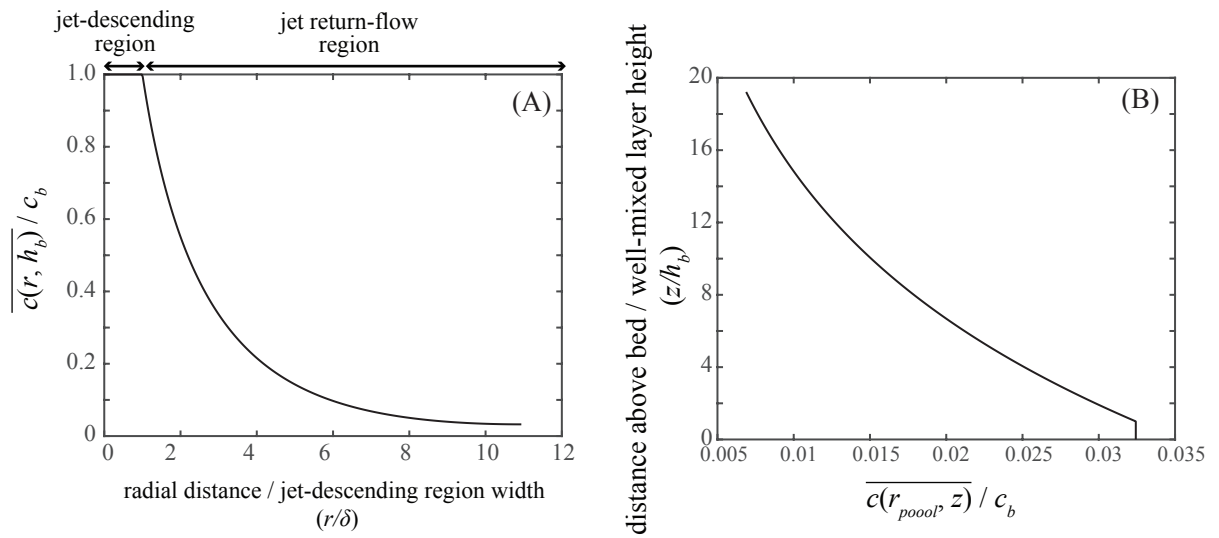 jet-descending
region
jet return-flow
region
(A)
1.0
0.8
0.6
0.4
0.2
0
0 2 4 6 8 10 12
c(r, h_b) / c_b
radial distance / jet-descending region width
(r/δ)
(B)
20
16
12
8
4
0
0.005 0.01 0.015 0.02 0.025 0.03 0.035
distance above bed / well-mixed layer height
(z/h_b)
c(r_poool, z) / c_b